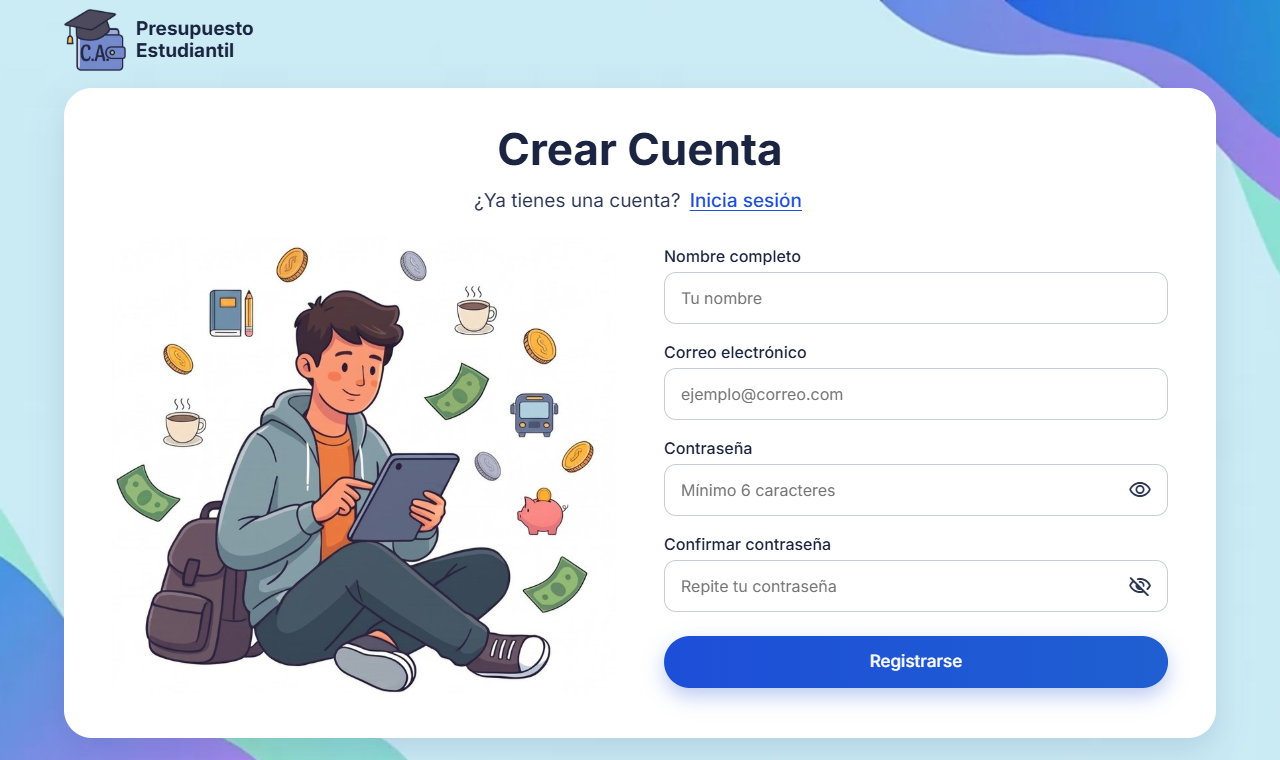 C.A.
Presupuesto
Estudiantil
Crear Cuenta
¿Ya tienes una cuenta? Inicia sesión
Nombre completo
Tu nombre
Correo electrónico
ejemplo@correo.com
Contraseña
Mínimo 6 caracteres
Confirmar contraseña
Repite tu contraseña
Registrarse